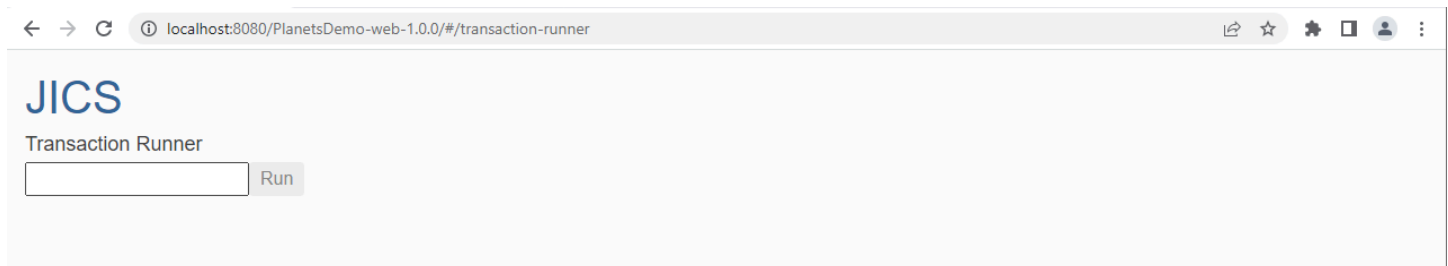 localhost:8080/PlanetsDemo-web-1.0.0/#/transaction-runner
JICS
Transaction Runner
Run